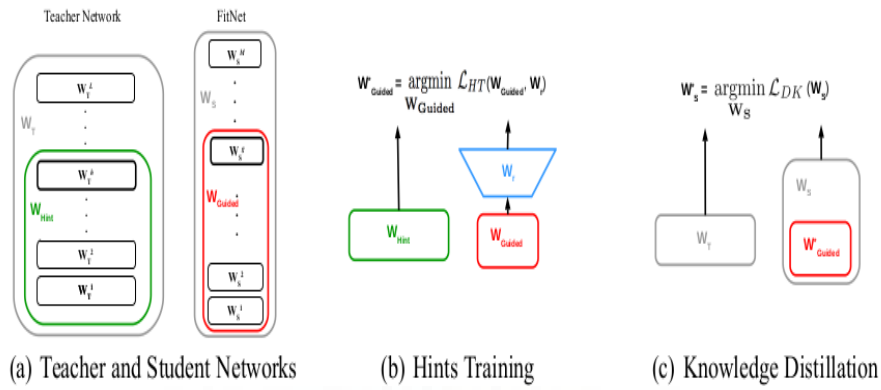 Teacher Network
W_T^L
W_T
W_T^h
W_Hint
W_T^2
W_T^1
FitNet
W_S^M
W_S
W_S^g
W_Guided
W_S^2
W_S^1
(a) Teacher and Student Networks
W*_Guided = argmin L_HT(W_Guided, W_r)
W_Guided
W_r
W_Hint
W_Guided
(b) Hints Training
W*_S = argmin L_DK (W_S)
W_S
W_T
W_S
W*_Guided
(c) Knowledge Distillation